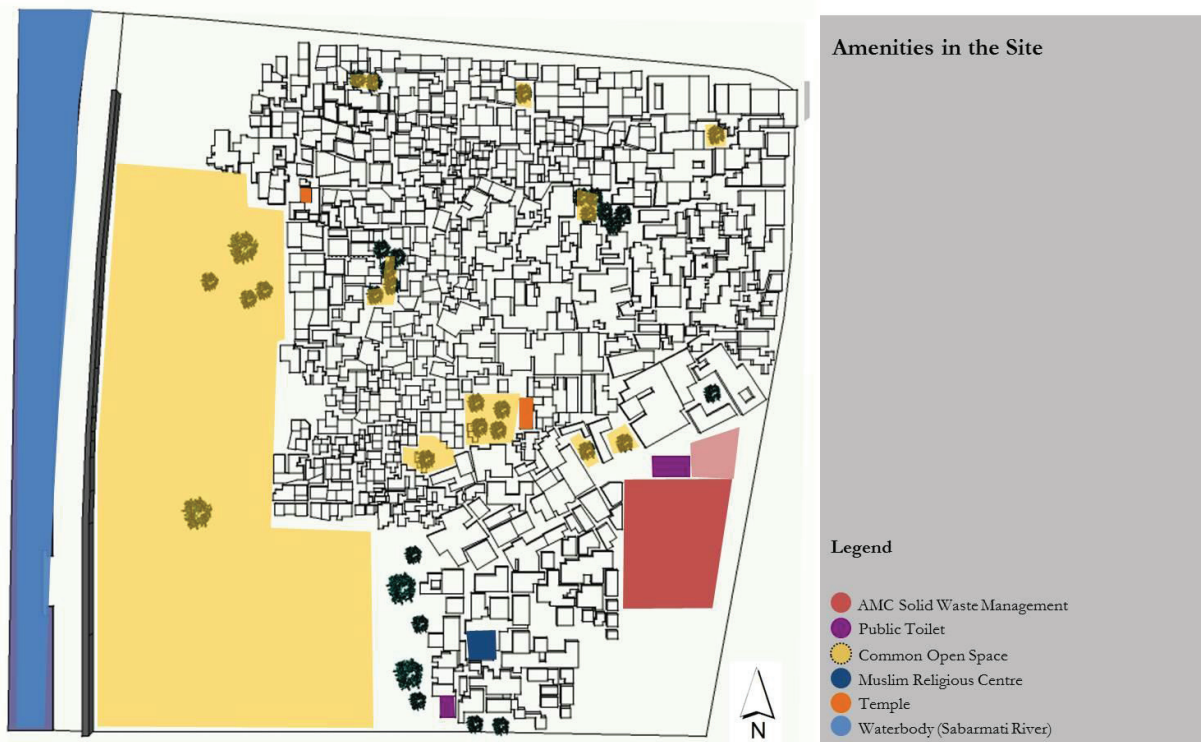 Amenities in the Site
Legend
AMC Solid Waste Management
Public Toilet
Common Open Space
Muslim Religious Centre
Temple
Waterbody (Sabarmati River)
N